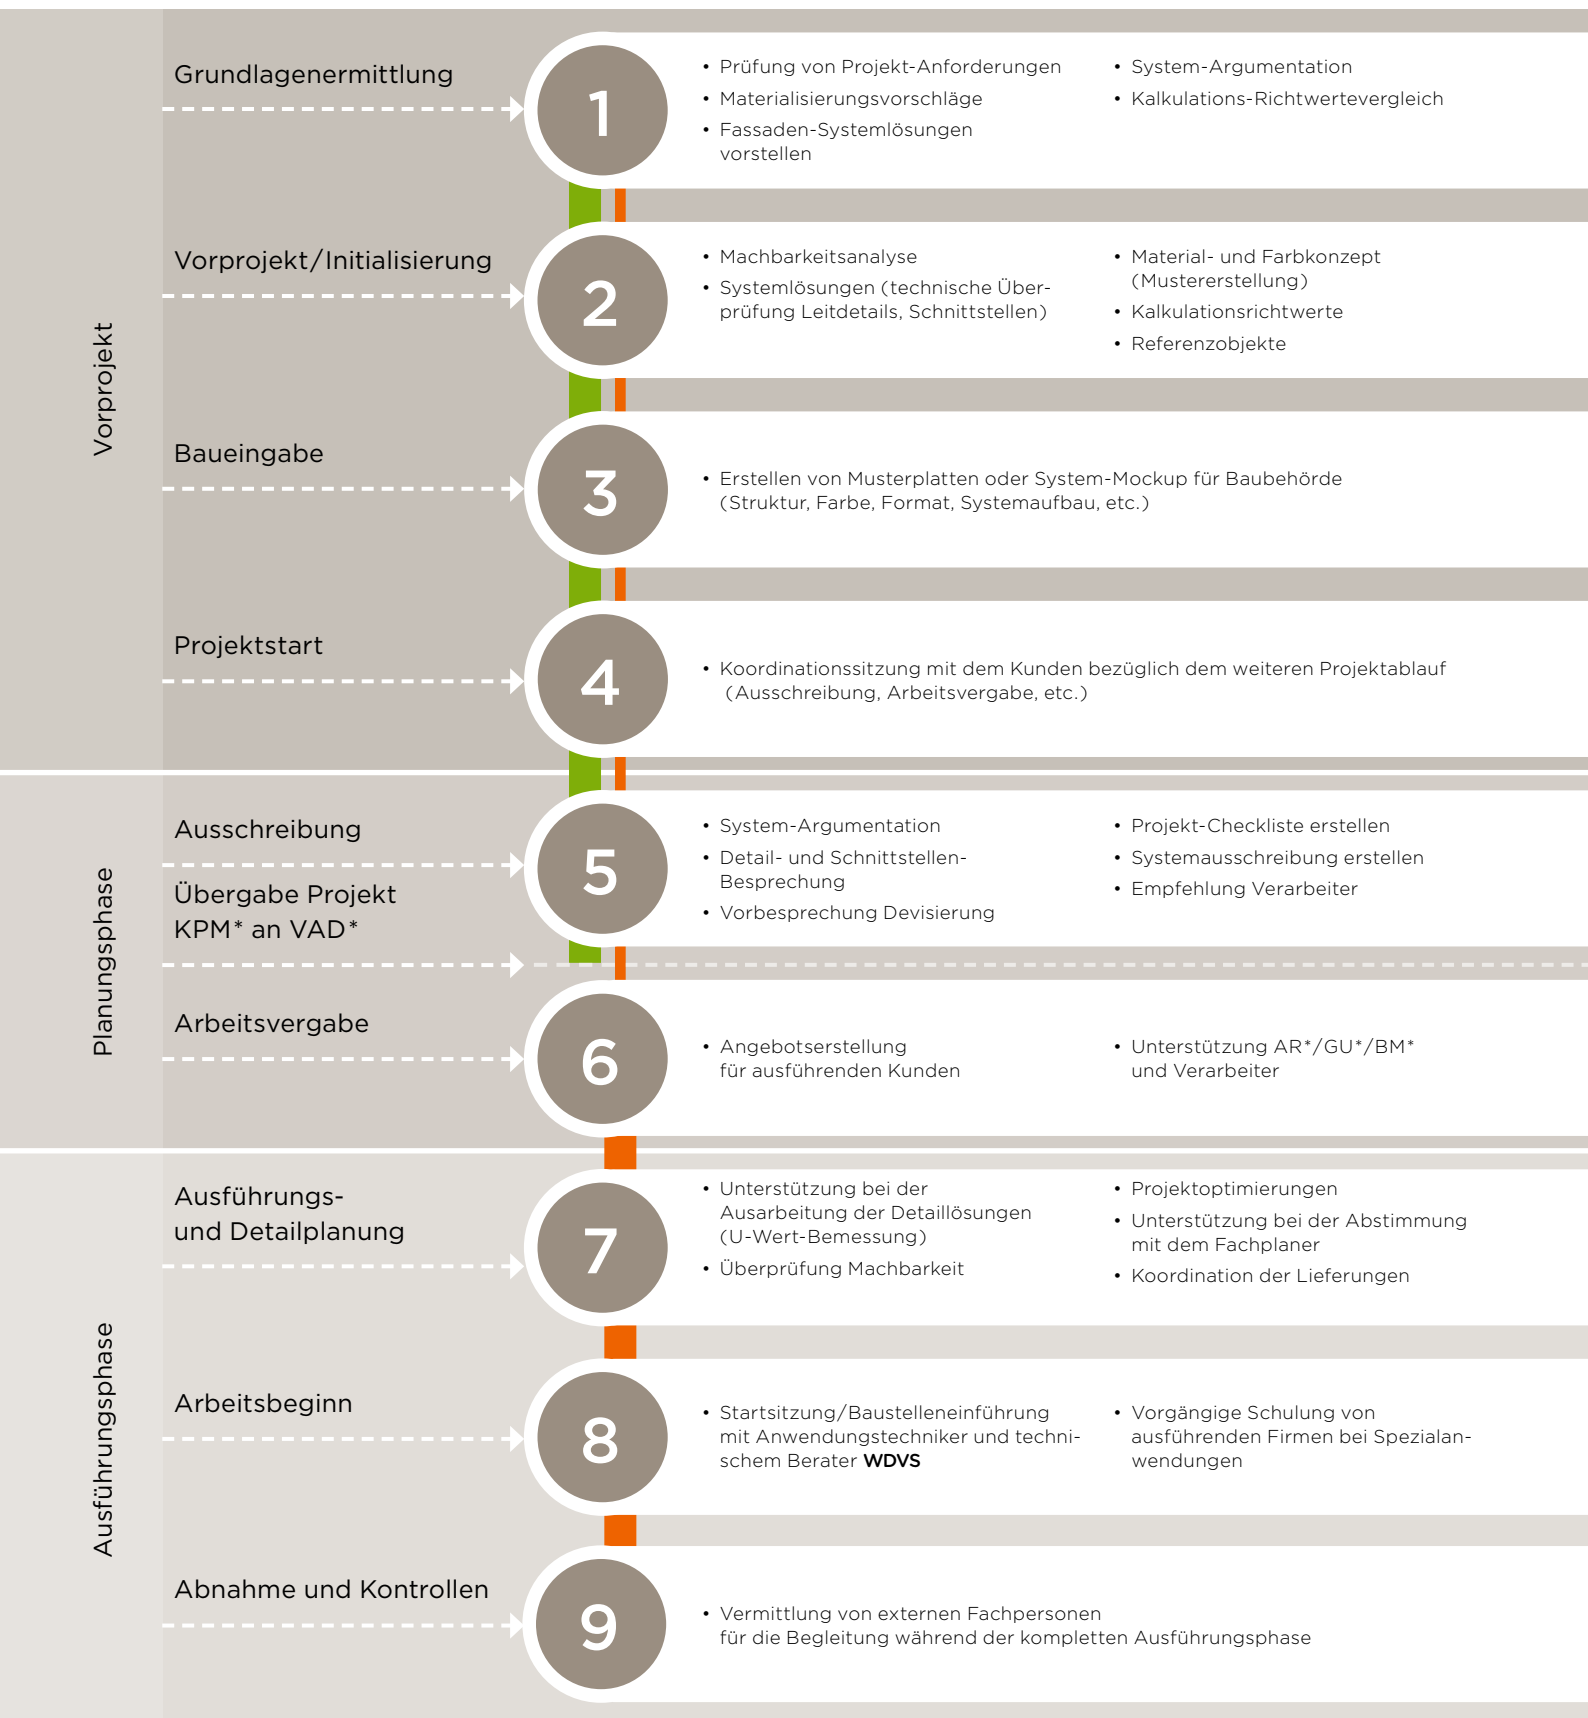 Vorprojekt
Grundlagenermittlung
1
• Prüfung von Projekt-Anforderungen
• Materialisierungsvorschläge
• Fassaden-Systemlösungen
vorstellen
• System-Argumentation
• Kalkulations-Richtwertevergleich
Vorprojekt/Initialisierung
2
• Machbarkeitsanalyse
• Systemlösungen (technische Über-
prüfung Leitdetails, Schnittstellen)
• Material- und Farbkonzept
(Mustererstellung)
• Kalkulationsrichtwerte
• Referenzobjekte
Baueingabe
3
• Erstellen von Musterplatten oder System-Mockup für Baubehörde
(Struktur, Farbe, Format, Systemaufbau, etc.)
Projektstart
4
• Koordinationssitzung mit dem Kunden bezüglich dem weiteren Projektablauf
(Ausschreibung, Arbeitsvergabe, etc.)
Planungsphase
Ausschreibung
5
• System-Argumentation
• Detail- und Schnittstellen-
Besprechung
• Vorbesprechung Devisierung
• Projekt-Checkliste erstellen
• Systemausschreibung erstellen
• Empfehlung Verarbeiter
Übergabe Projekt
KPM* an VAD*
Arbeitsvergabe
6
• Angebotserstellung
für ausführenden Kunden
• Unterstützung AR*/GU*/BM*
und Verarbeiter
Ausführungsphase
Ausführungs-
und Detailplanung
7
• Unterstützung bei der
Ausarbeitung der Detaillösungen
(U-Wert-Bemessung)
• Überprüfung Machbarkeit
• Projektoptimierungen
• Unterstützung bei der Abstimmung
mit dem Fachplaner
• Koordination der Lieferungen
Arbeitsbeginn
8
• Startsitzung/Baustelleneinführung
mit Anwendungstechniker und techni-
schem Berater WDVS
• Vorgängige Schulung von
ausführenden Firmen bei Spezialan-
wendungen
Abnahme und Kontrollen
9
• Vermittlung von externen Fachpersonen
für die Begleitung während der kompletten Ausführungsphase